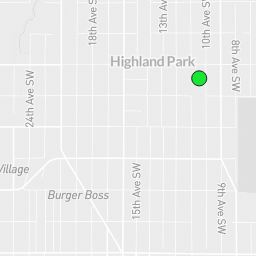 18th Ave SW
13th Ave S
10th Ave SW
8th Ave SW
Highland Park
24th Ave SW
Village
Burger Boss
15th Ave SW
9th Ave SW